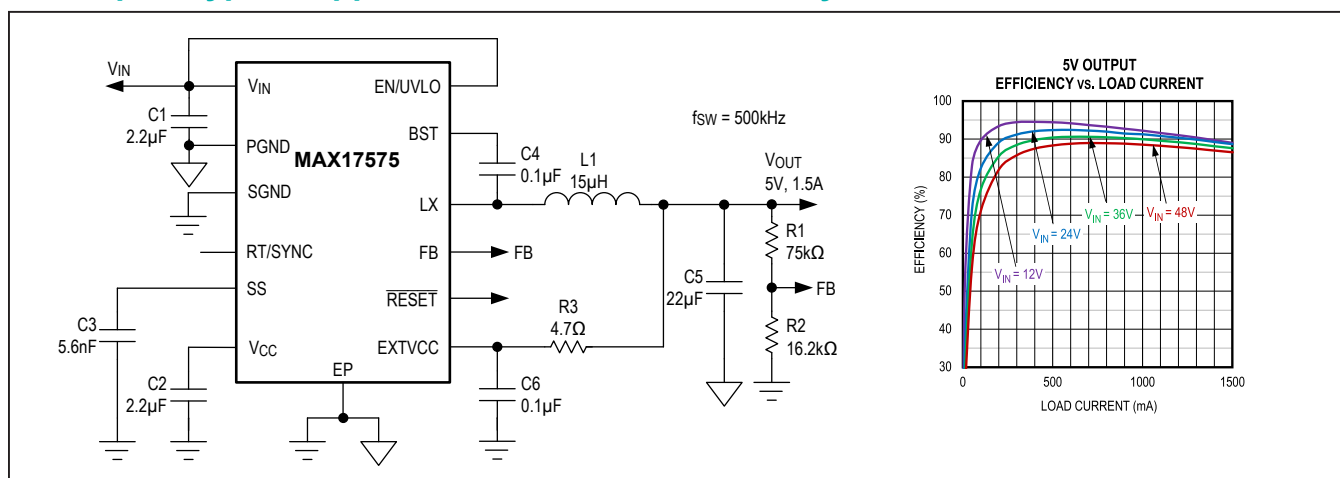 VIN
C1
2.2µF
VIN
PGND
SGND
RT/SYNC
SS
VCC
C3
5.6nF
C2
2.2µF
MAX17575
EP
EN/UVLO
BST
LX
FB
RESET
EXTVCC
C4
0.1µF
L1
15µH
FB
R3
4.7Ω
C6
0.1µF
fSW = 500kHz
VOUT
5V, 1.5A
R1
75kΩ
C5
22µF
FB
R2
16.2kΩ
5V OUTPUT
EFFICIENCY vs. LOAD CURRENT
EFFICIENCY (%)
100
90
80
70
60
50
40
30
VIN = 12V
VIN = 24V
VIN = 36V
VIN = 48V
0
500
1000
1500
LOAD CURRENT (mA)